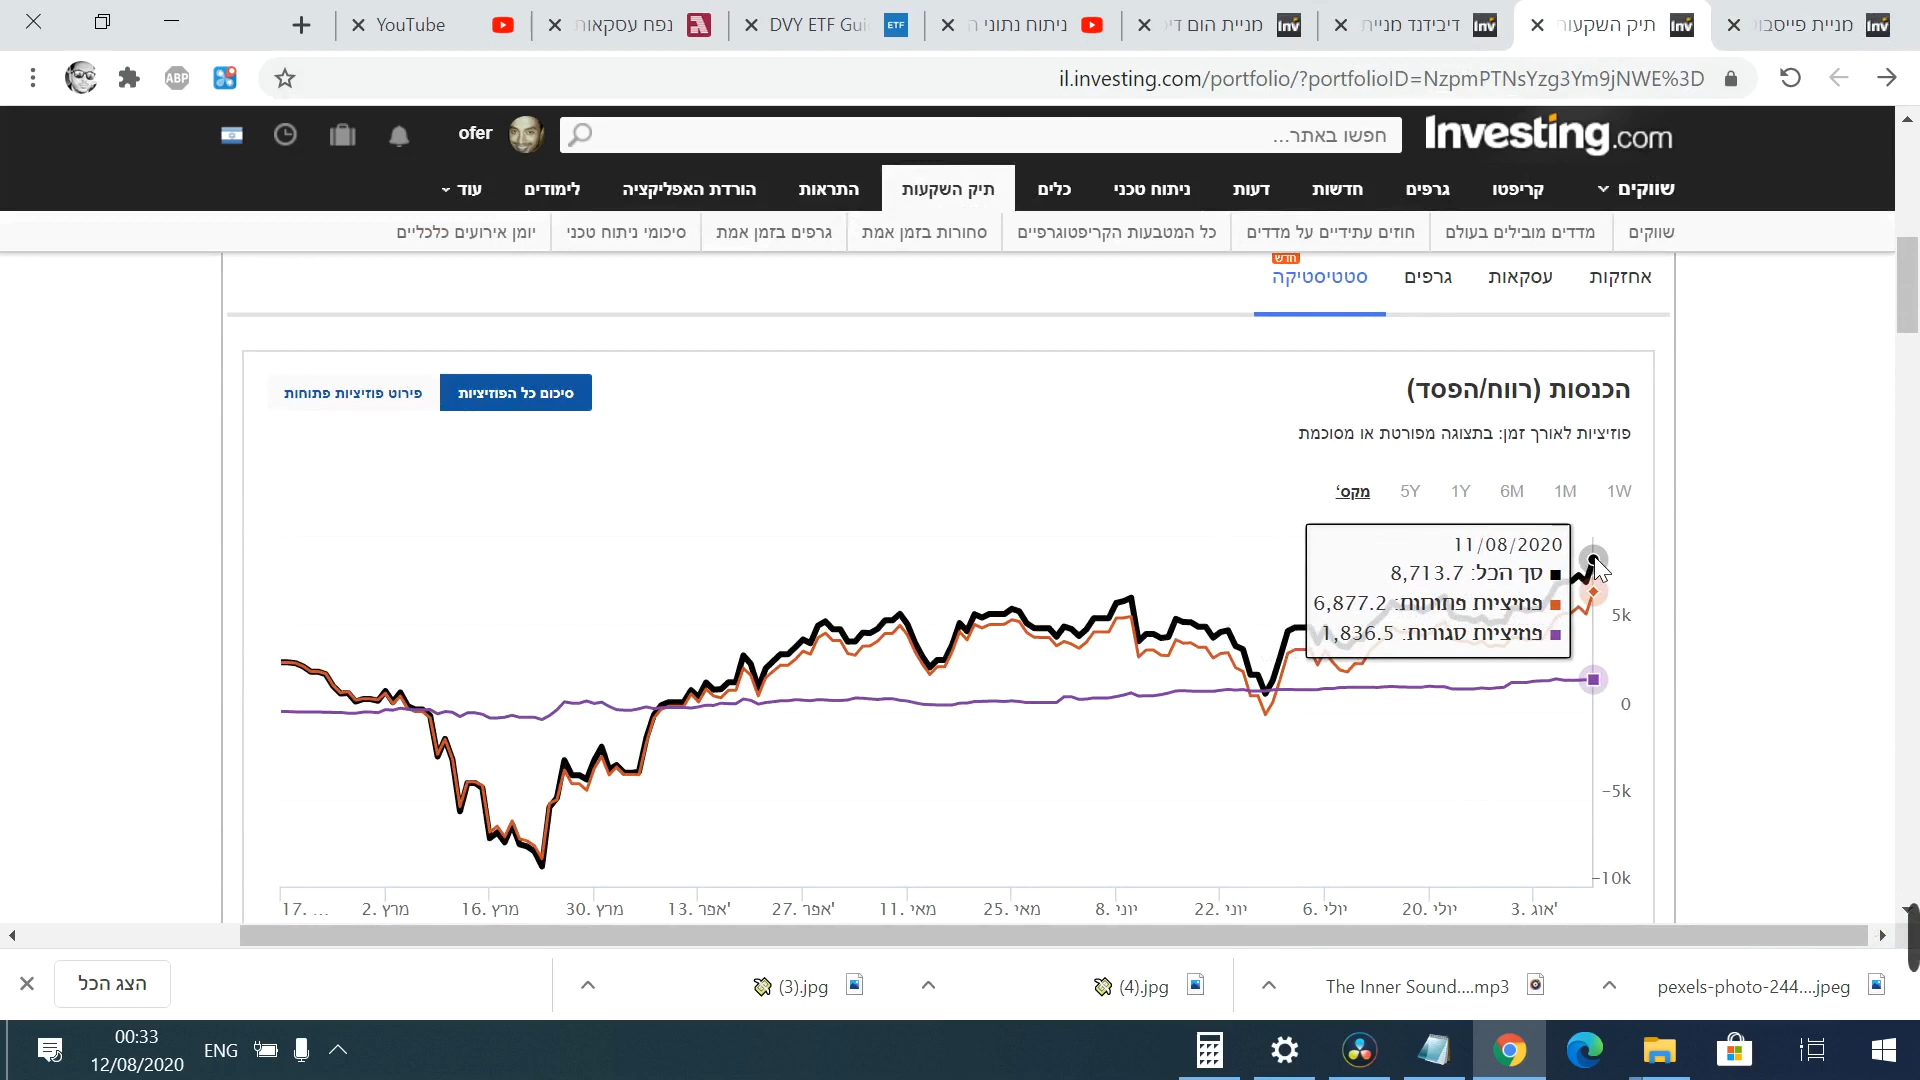 מניית פייסבו
תיק השקעו
דיבידנד מניית
מניית הום די
ניתוח נתוני ה
DVY ETF Gui
נפח עסקאות
YouTube
il.investing.com/portfolio/?portfolioID=NzpmPTNsYzg3Ym9jNWE%3D
ABP
Investing.com
חפשו באתר...
ofer
שווקים קריפטו גרפים חדשות דעות ניתוח טכני כלים תיק השקעות התראות הורדת האפליקציה לימודים עוד
שווקים מדדים מובילים בעולם חוזים עתידיים על מדדים כל המטבעות הקריפטוגרפיים סחורות בזמן אמת גרפים בזמן אמת סיכומי ניתוח טכני יומן אירועים כלכליים
חדש
אחזקות עסקאות גרפים סטטיסטיקה
הכנסות (רווח/הפסד)
סיכום כל הפוזיציות פירוט פוזיציות פתוחות
פוזיציות לאורך זמן: בתצוגה מפורטת או מסוכמת
1W 1M 6M 1Y 5Y מקס'
11/08/2020
סך הכל: 8,713.7
פוזיציות פתוחות: 6,877.2
פוזיציות סגורות: 1,836.5
5k
0
-5k
-10k
17. ... 2. מרץ 16. מרץ 30. מרץ 13. אפר' 27. אפר' 11. מאי 25. מאי 8. יוני 22. יוני 6. יולי 20. יולי 3. אוג'
הצג הכל
(3).jpg
(4).jpg
The Inner Sound....mp3
pexels-photo-244....jpeg
00:33
12/08/2020
ENG